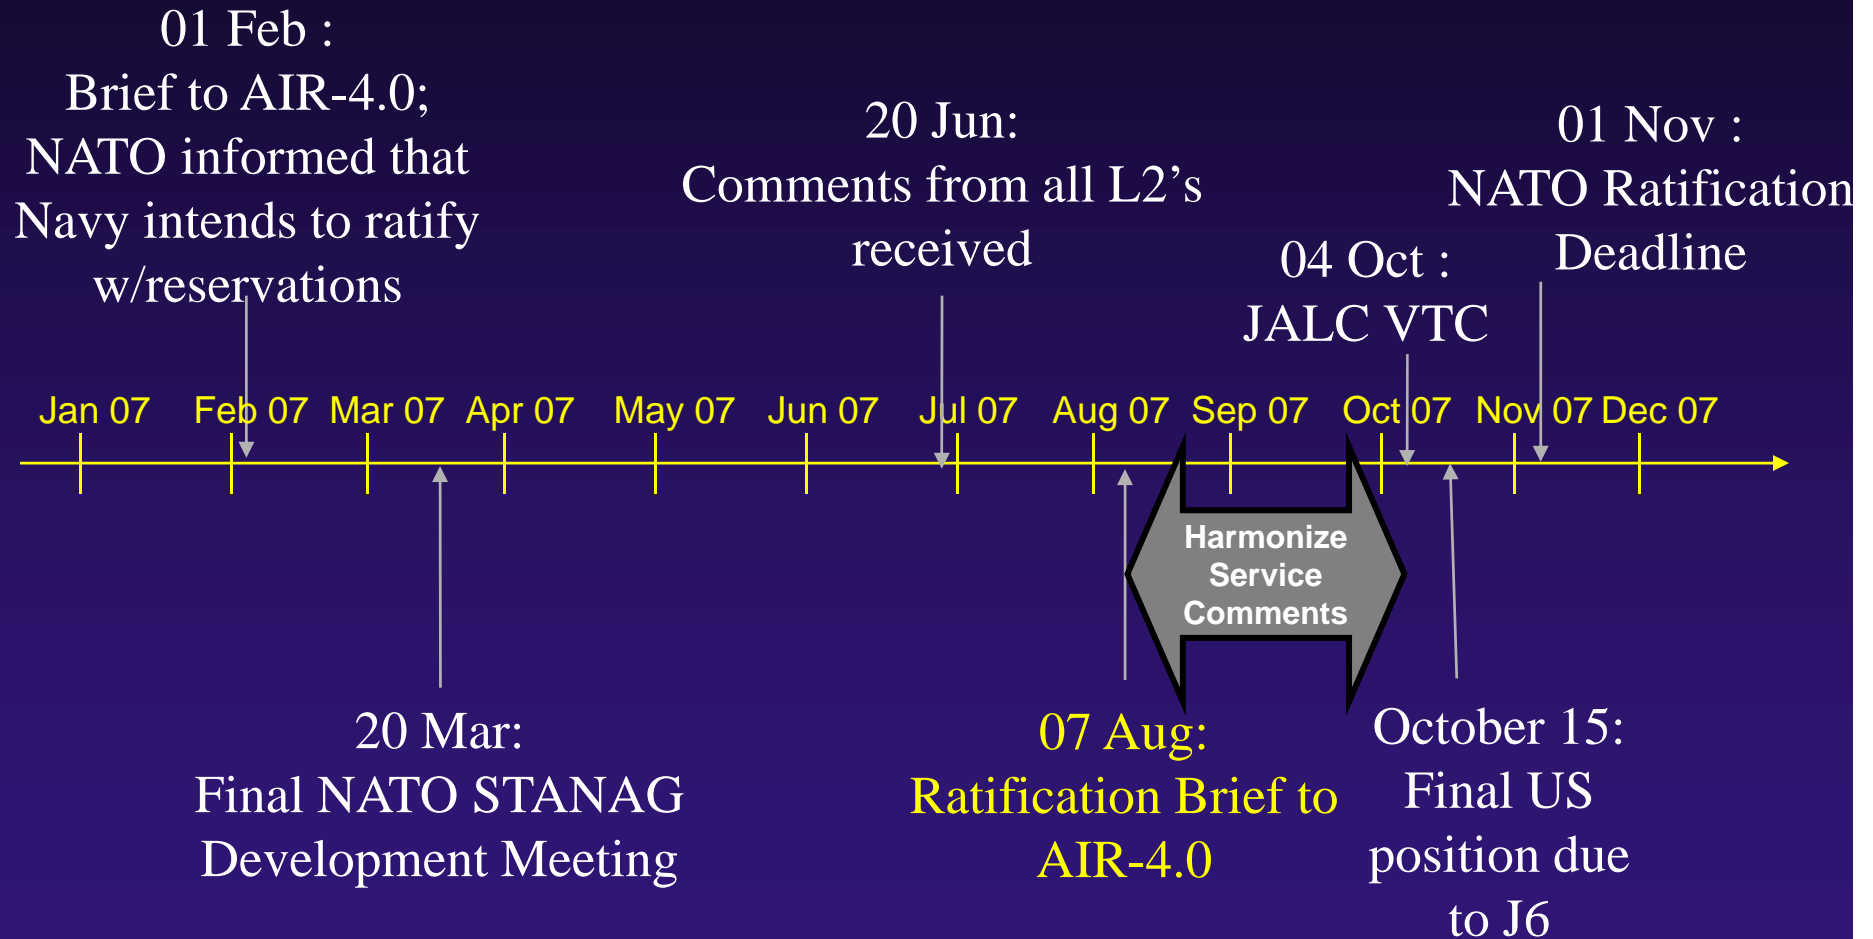 01 Feb :
Brief to AIR-4.0;
NATO informed that
Navy intends to ratify
w/reservations
20 Jun:
Comments from all L2’s
received
04 Oct :
JALC VTC
01 Nov :
NATO Ratification
Deadline
Jan 07 Feb 07 Mar 07 Apr 07 May 07 Jun 07 Jul 07 Aug 07 Sep 07 Oct 07 Nov 07 Dec 07
Harmonize
Service
Comments
20 Mar:
Final NATO STANAG
Development Meeting
07 Aug:
Ratification Brief to
AIR-4.0
October 15:
Final US
position due
to J6